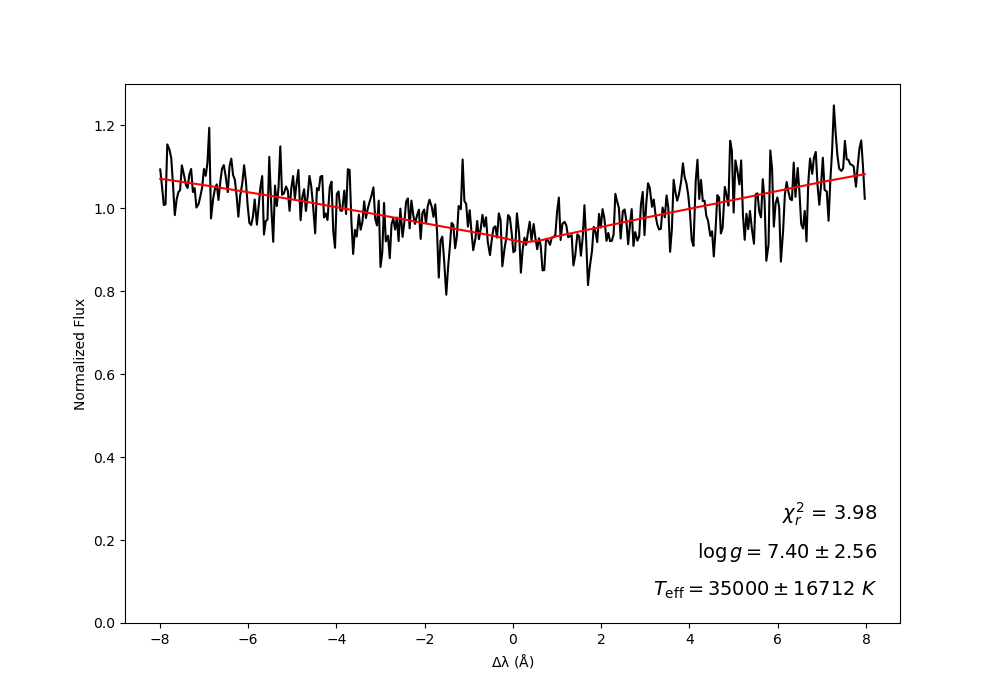 1.2
1.0
0.8
0.6
0.4
0.2
0.0
Normalized Flux
χ²ᵣ = 3.98
log g = 7.40 ± 2.56
T_eff = 35000 ± 16712 K
−8 −6 −4 −2 0 2 4 6 8
Δλ (Å)